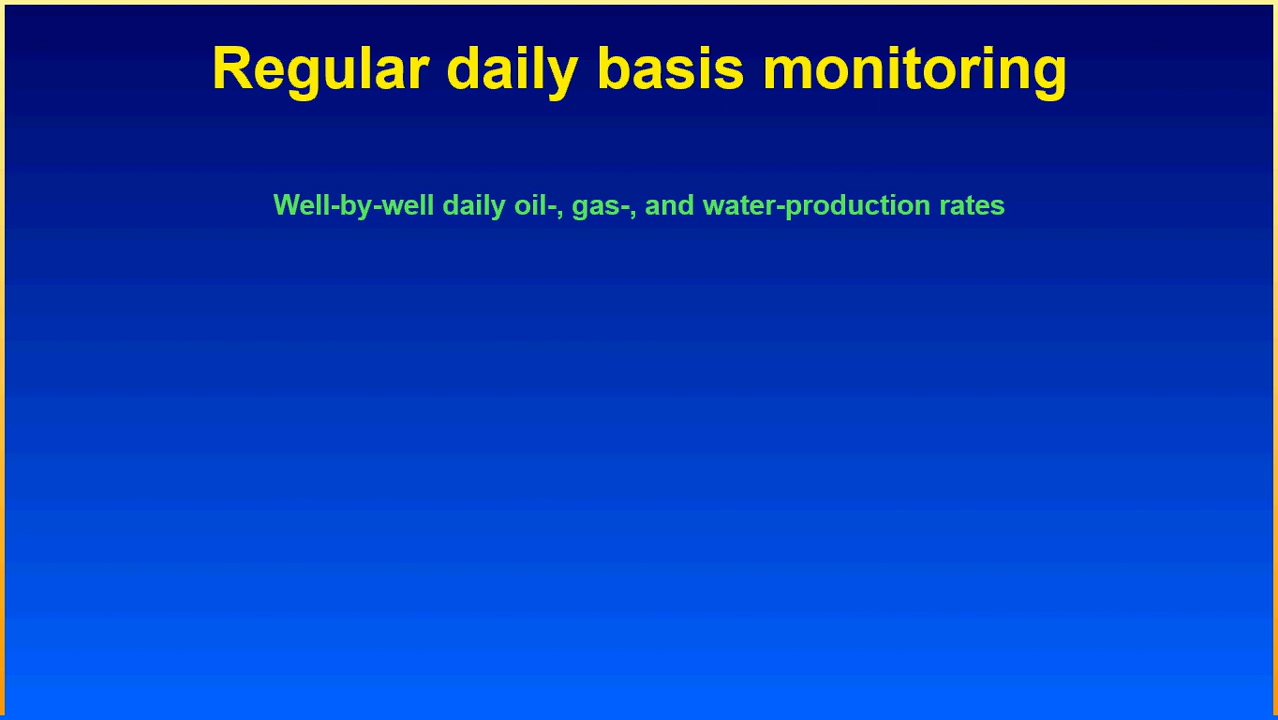 Regular daily basis monitoring
Well-by-well daily oil-, gas-, and water-production rates